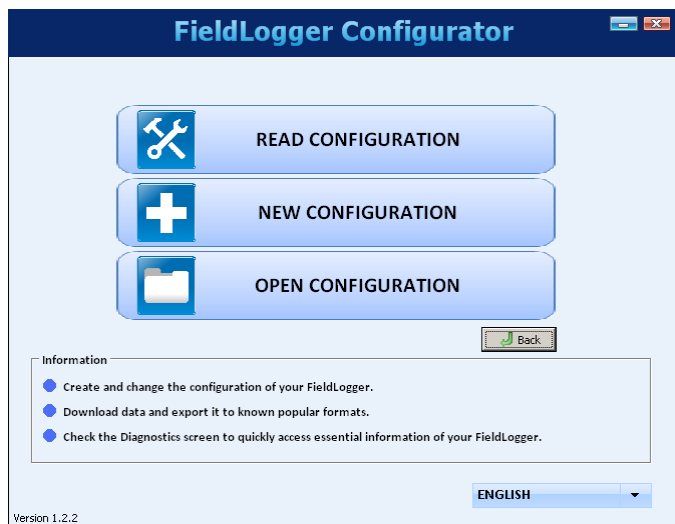 FieldLogger Configurator
READ CONFIGURATION
NEW CONFIGURATION
OPEN CONFIGURATION
Back
Information
Create and change the configuration of your FieldLogger.
Download data and export it to known popular formats.
Check the Diagnostics screen to quickly access essential information of your FieldLogger.
ENGLISH
Version 1.2.2